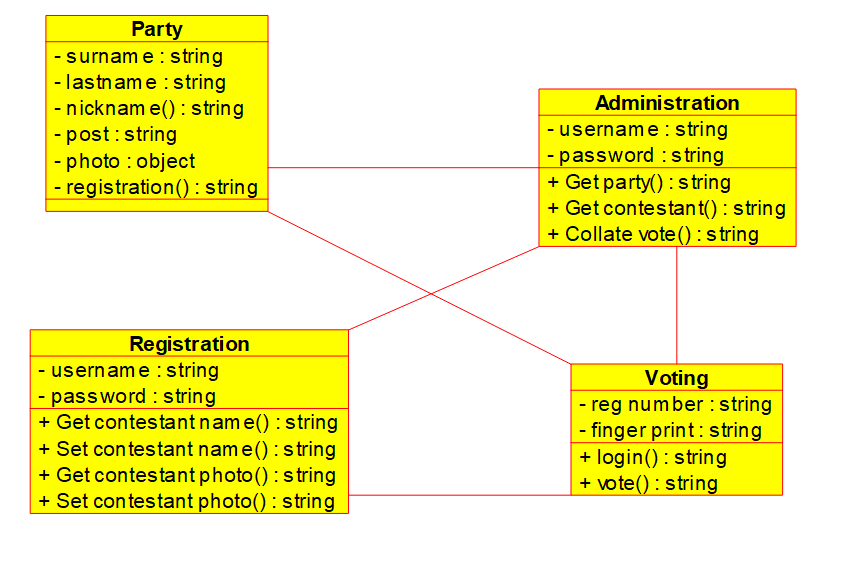 Party
- surname : string
- lastname : string
- nickname() : string
- post : string
- photo : object
- registration() : string
Administration
- username : string
- password : string
+ Get party() : string
+ Get contestant() : string
+ Collate vote() : string
Registration
- username : string
- password : string
+ Get contestant name() : string
+ Set contestant name() : string
+ Get contestant photo() : string
+ Set contestant photo() : string
Voting
- reg number : string
- finger print : string
+ login() : string
+ vote() : string